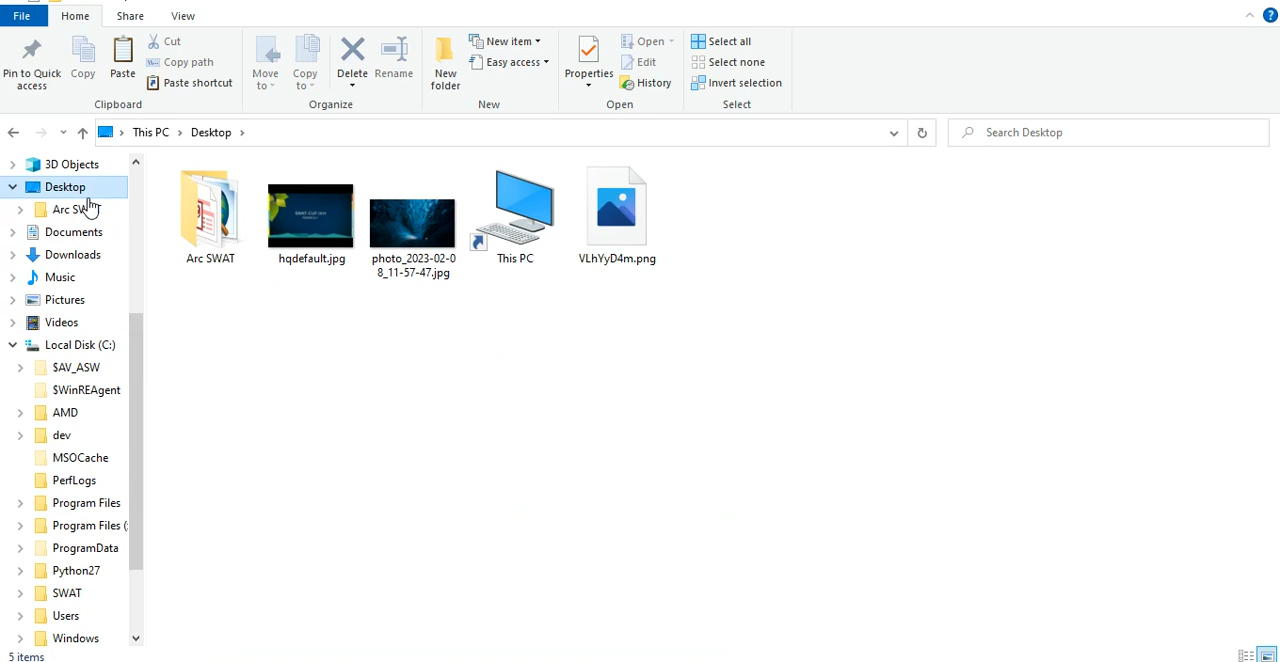 File
Home
Share
View
Pin to Quick
access
Copy
Paste
Cut
Copy path
Paste shortcut
Clipboard
Move
to
Copy
to
Delete
Rename
Organize
New
folder
New item
Easy access
New
Properties
Open
Edit
History
Open
Select all
Select none
Invert selection
Select
This PC
Desktop
Search Desktop
3D Objects
Desktop
Arc
Documents
Downloads
Music
Pictures
Videos
Local Disk (C:)
$AV_ASW
$WinREAgent
AMD
dev
MSOCache
PerfLogs
Program Files
Program Files (
ProgramData
Python27
SWAT
Users
Windows
Arc SWAT
hqdefault.jpg
photo_2023-02-0
8_11-57-47.jpg
This PC
VLhYyD4m.png
5 items